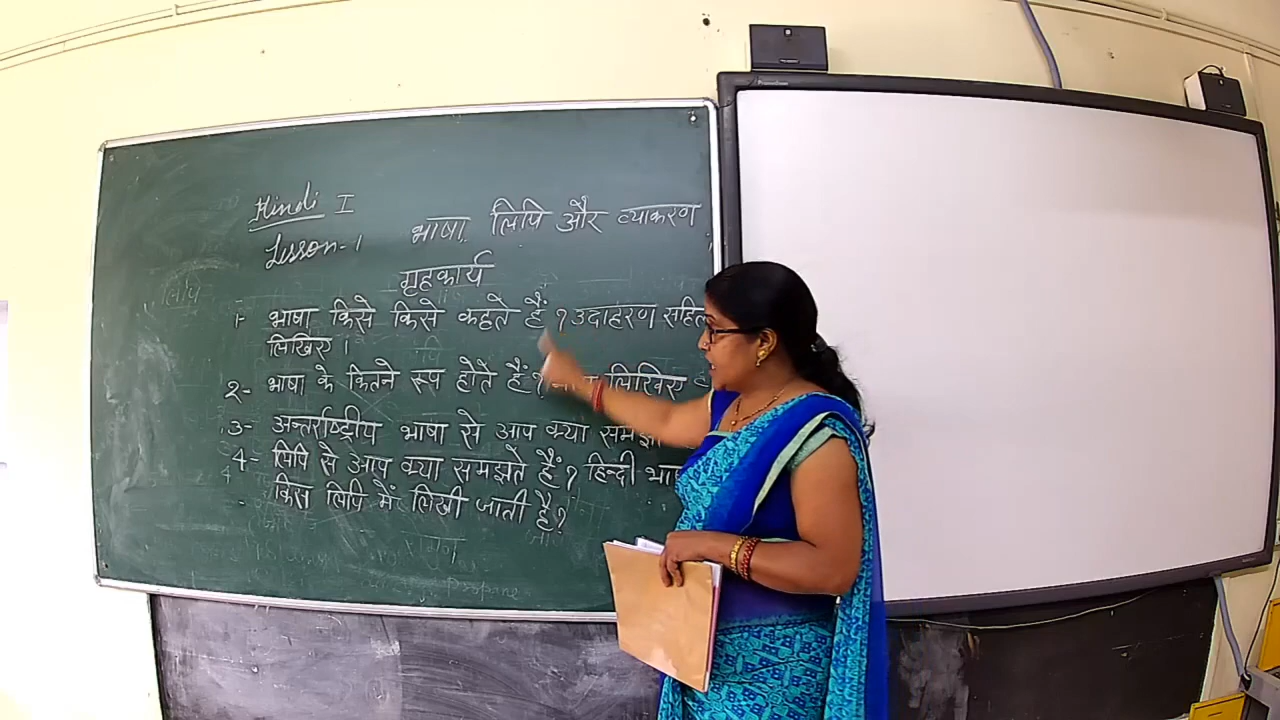 Hindi I
Lesson-1 भाषा लिपि और व्याकरण
गृहकार्य
1- भाषा किसे किसे कहते हैं ? उदाहरण सहित
लिखिए ।
2- भाषा के कितने रूप होते हैं ? लिखिए
3- अन्तर्राष्ट्रीय भाषा से आप क्या
4- लिपि से आप क्या समझते हैं ? हिन्दी
किस लिपि में लिखी जाती है ?